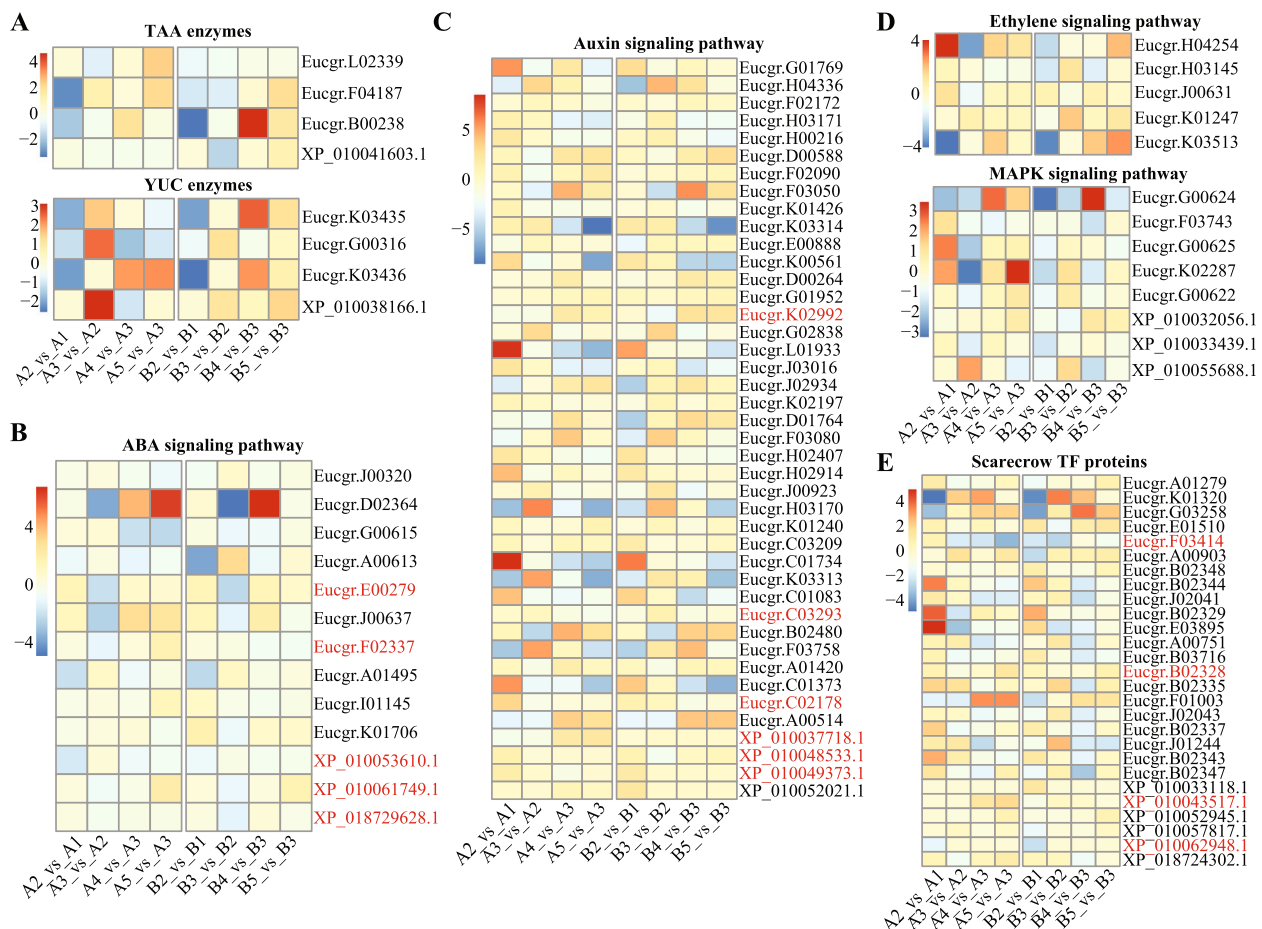 A
TAA enzymes
4
2
0
−2
Eucgr.L02339
Eucgr.F04187
Eucgr.B00238
XP_010041603.1
YUC enzymes
3
2
1
0
−1
−2
Eucgr.K03435
Eucgr.G00316
Eucgr.K03436
XP_010038166.1
A2_vs_A1
A3_vs_A2
A4_vs_A3
A5_vs_A3
B2_vs_B1
B3_vs_B2
B4_vs_B3
B5_vs_B3
B
ABA signaling pathway
4
0
−4
Eucgr.J00320
Eucgr.D02364
Eucgr.G00615
Eucgr.A00613
Eucgr.E00279
Eucgr.J00637
Eucgr.F02337
Eucgr.A01495
Eucgr.I01145
Eucgr.K01706
XP_010053610.1
XP_010061749.1
XP_018729628.1
A2_vs_A1
A3_vs_A2
A4_vs_A3
A5_vs_A3
B2_vs_B1
B3_vs_B2
B4_vs_B3
B5_vs_B3
C
Auxin signaling pathway
5
0
−5
Eucgr.G01769
Eucgr.H04336
Eucgr.F02172
Eucgr.H03171
Eucgr.H00216
Eucgr.D00588
Eucgr.F02090
Eucgr.F03050
Eucgr.K01426
Eucgr.K03314
Eucgr.E00888
Eucgr.K00561
Eucgr.D00264
Eucgr.G01952
Eucgr.K02992
Eucgr.G02838
Eucgr.L01933
Eucgr.J03016
Eucgr.J02934
Eucgr.K02197
Eucgr.D01764
Eucgr.F03080
Eucgr.H02407
Eucgr.H02914
Eucgr.J00923
Eucgr.H03170
Eucgr.K01240
Eucgr.C03209
Eucgr.C01734
Eucgr.K03313
Eucgr.C01083
Eucgr.C03293
Eucgr.B02480
Eucgr.F03758
Eucgr.A01420
Eucgr.C01373
Eucgr.C02178
Eucgr.A00514
XP_010037718.1
XP_010048533.1
XP_010049373.1
XP_010052021.1
A2_vs_A1
A3_vs_A2
A4_vs_A3
A5_vs_A3
B2_vs_B1
B3_vs_B2
B4_vs_B3
B5_vs_B3
D
Ethylene signaling pathway
4
0
−4
Eucgr.H04254
Eucgr.H03145
Eucgr.J00631
Eucgr.K01247
Eucgr.K03513
MAPK signaling pathway
3
2
1
0
−1
−2
−3
Eucgr.G00624
Eucgr.F03743
Eucgr.G00625
Eucgr.K02287
Eucgr.G00622
XP_010032056.1
XP_010033439.1
XP_010055688.1
A2_vs_A1
A3_vs_A2
A4_vs_A3
A5_vs_A3
B2_vs_B1
B3_vs_B2
B4_vs_B3
B5_vs_B3
E
Scarecrow TF proteins
4
2
0
−2
−4
Eucgr.A01279
Eucgr.K01320
Eucgr.G03258
Eucgr.E01510
Eucgr.F03414
Eucgr.A00903
Eucgr.B02348
Eucgr.B02344
Eucgr.J02041
Eucgr.B02329
Eucgr.E03895
Eucgr.A00751
Eucgr.B03716
Eucgr.B02328
Eucgr.B02335
Eucgr.F01003
Eucgr.J02043
Eucgr.B02337
Eucgr.J01244
Eucgr.B02343
Eucgr.B02347
XP_010033118.1
XP_010043517.1
XP_010052945.1
XP_010057817.1
XP_010062948.1
XP_018724302.1
A2_vs_A1
A3_vs_A2
A4_vs_A3
A5_vs_A3
B2_vs_B1
B3_vs_B2
B4_vs_B3
B5_vs_B3